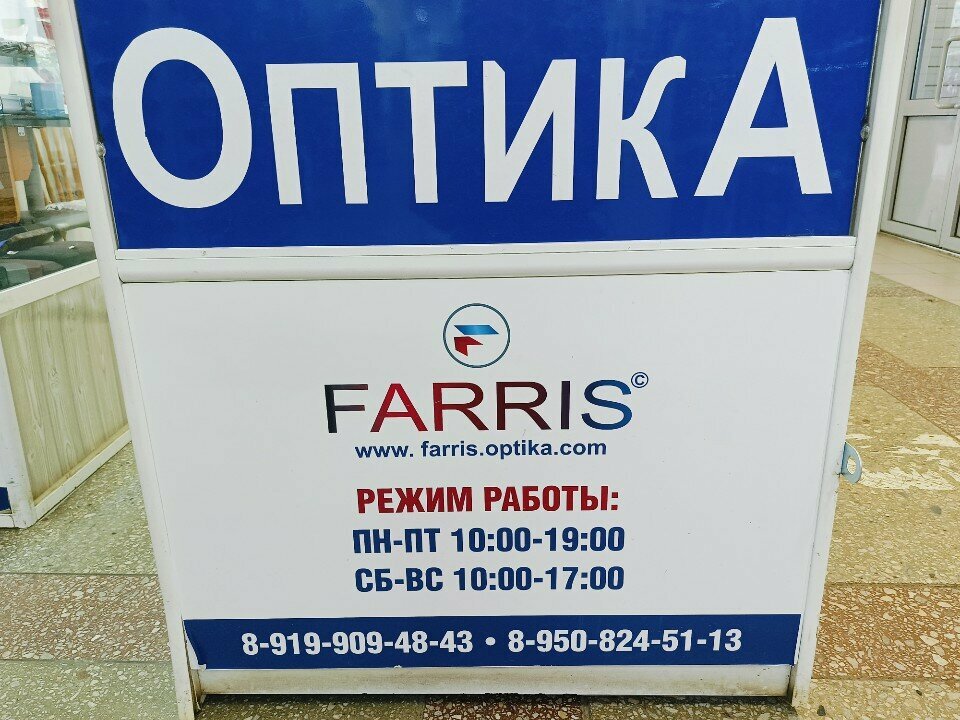 ОПТИКА
FARRIS©
www. farris.optika.com
РЕЖИМ РАБОТЫ:
ПН-ПТ 10:00-19:00
СБ-ВС 10:00-17:00
8-919-909-48-43 • 8-950-824-51-13